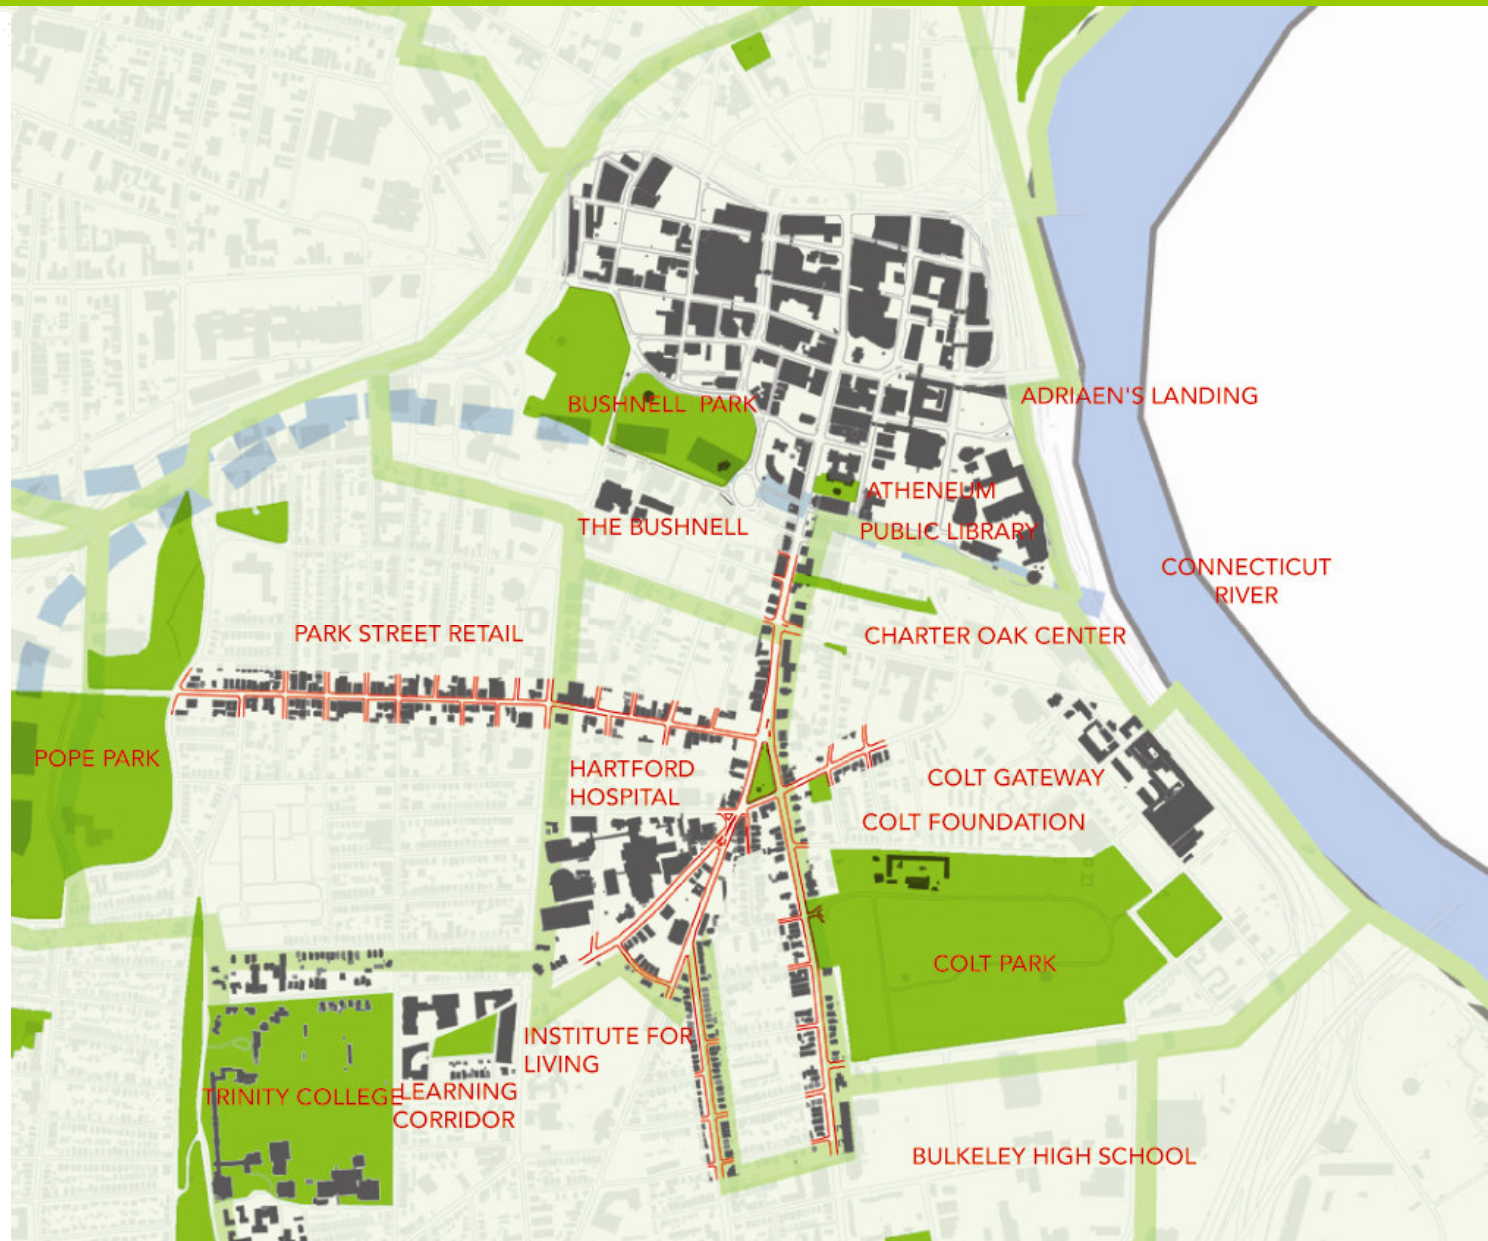 BUSHNELL PARK
ADRIAEN'S LANDING
ATHENEUM
THE BUSHNELL
PUBLIC LIBRARY
CONNECTICUT
RIVER
PARK STREET RETAIL
CHARTER OAK CENTER
POPE PARK
HARTFORD
HOSPITAL
COLT GATEWAY
COLT FOUNDATION
COLT PARK
INSTITUTE FOR
LIVING
TRINITY COLLEGE
LEARNING
CORRIDOR
BULKELEY HIGH SCHOOL